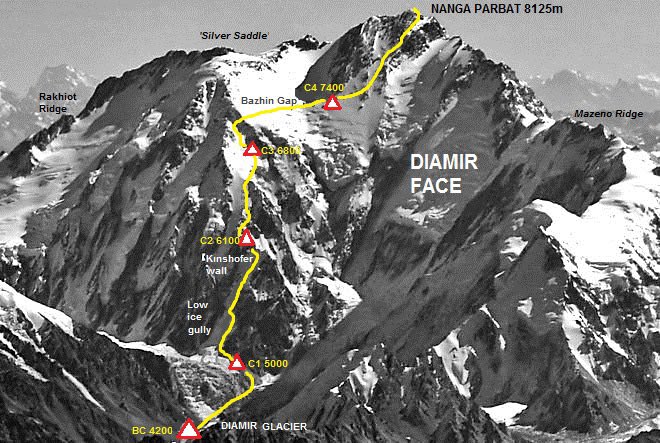 NANGA PARBAT 8125m
'Silver Saddle'
C4 7400
Rakhiot
Ridge
Bazhin Gap
Mazeno Ridge
C3 6800
DIAMIR
FACE
C2 6100
Kinshofer
wall
Low
ice
gully
C1 5000
BC 4200
DIAMIR GLACIER